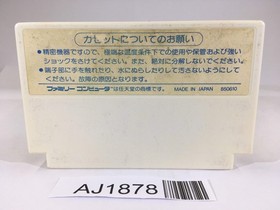 カセットについてのお願い
●精密機器ですので、極端な温度条件下での使用や保管および強い
ショックをさけてください。また、絶対に分解しないでください。
●端子部に手を触れたり、水にぬらしたりして汚さないようにして
ください。故障の原因となります。
ファミリーコンピュータは任天堂の商標です。 MADE IN JAPAN 850610
AJ1878